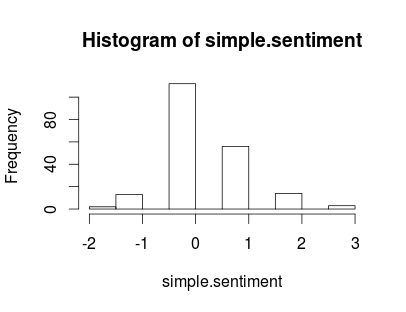 Histogram of simple.sentiment
Frequency
80
40
0
-2 -1 0 1 2 3
simple.sentiment